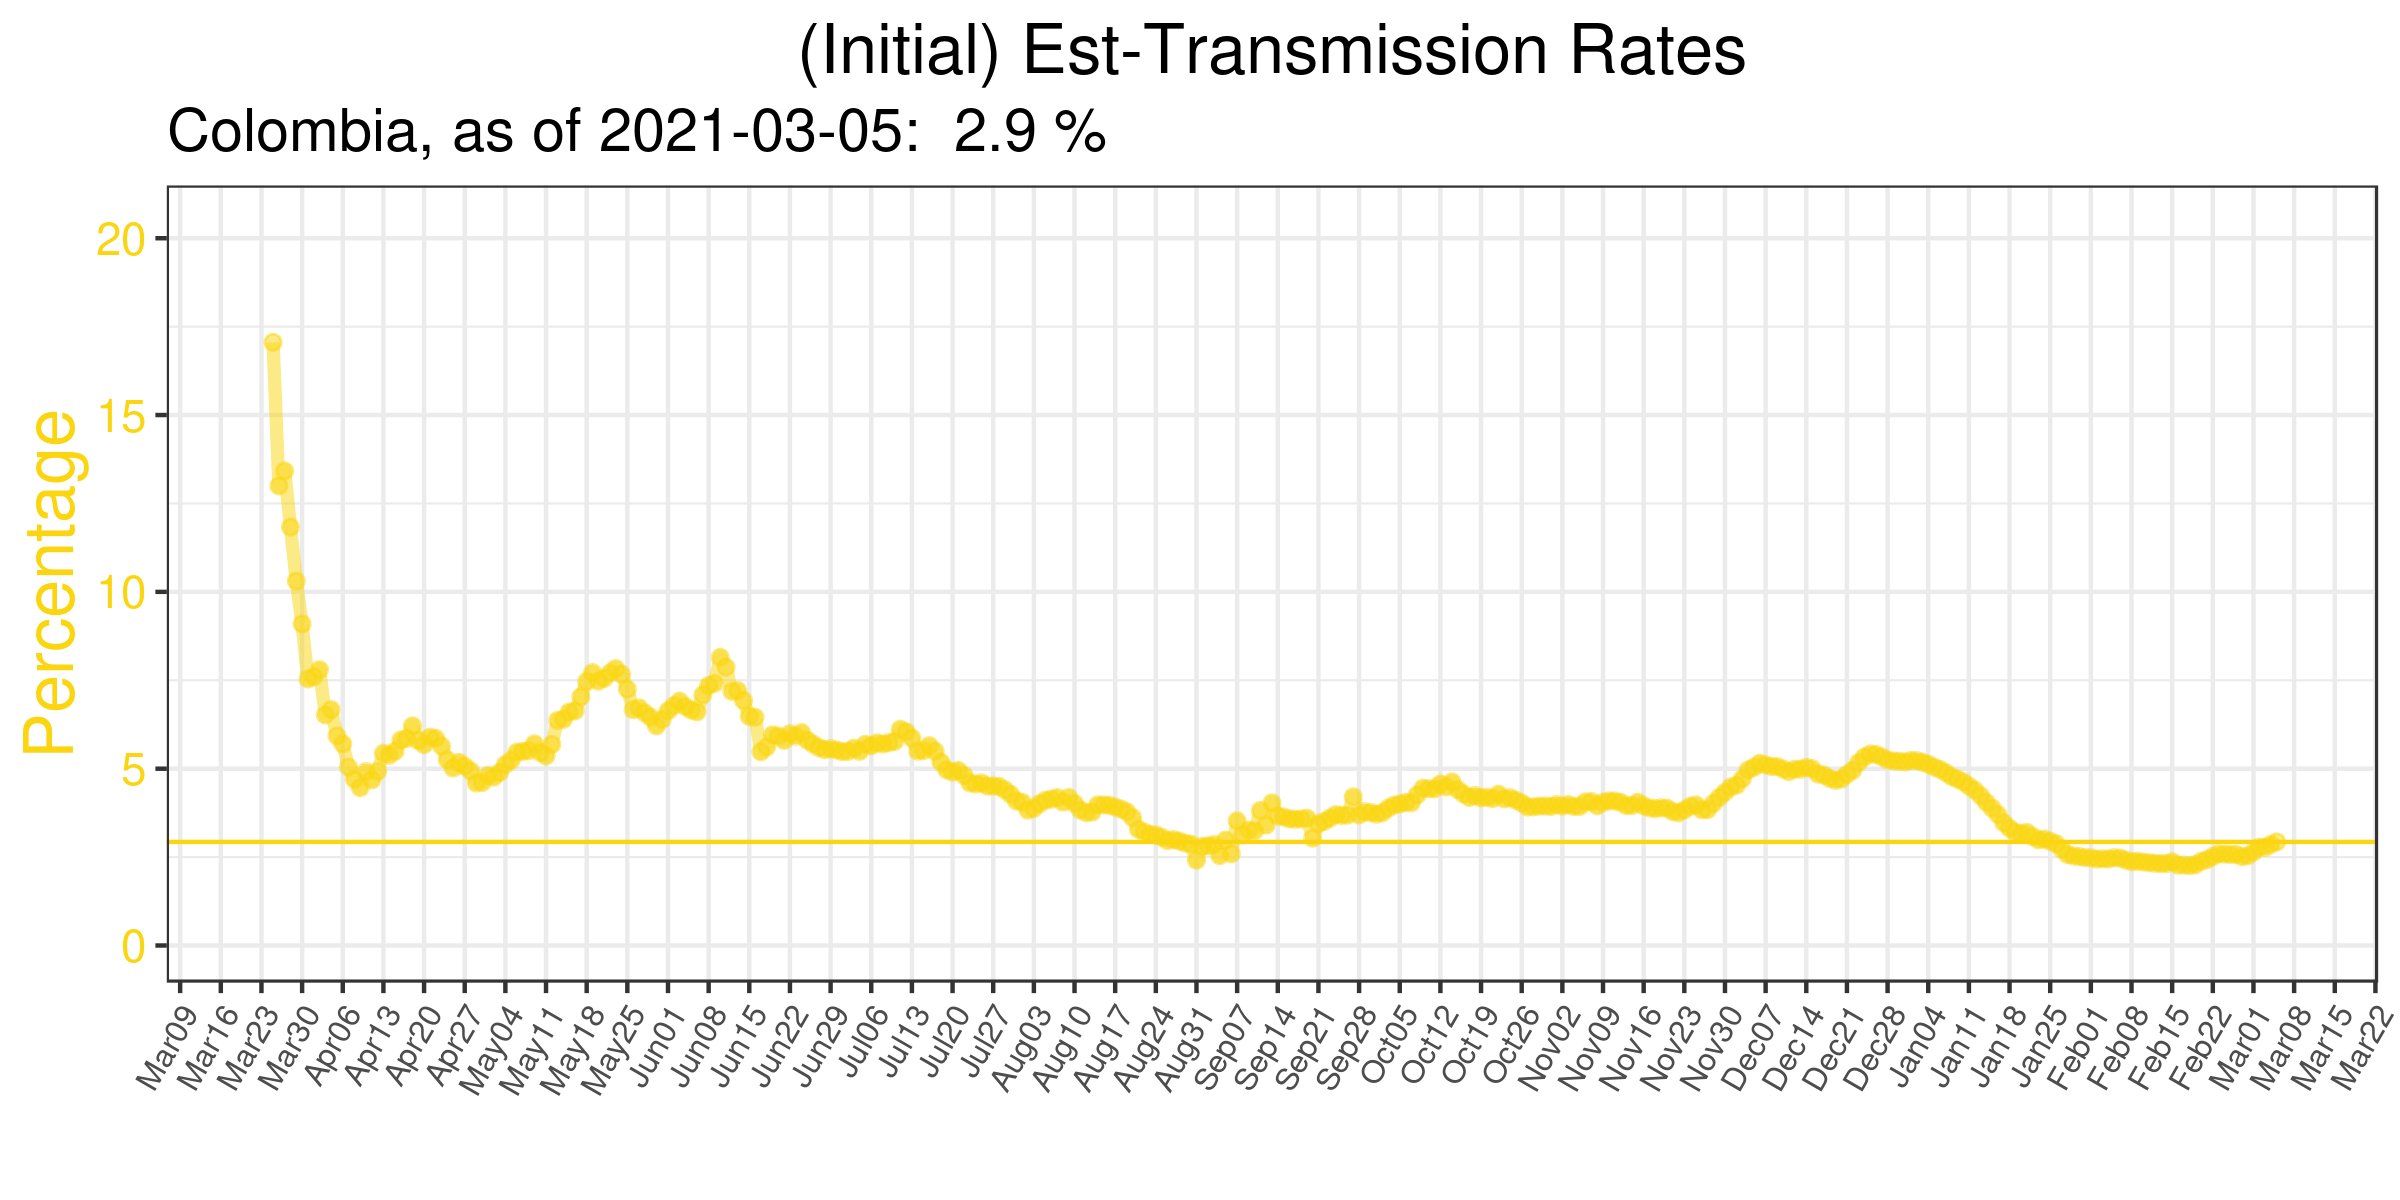 (Initial) Est-Transmission Rates
Colombia, as of 2021-03-05:  2.9 %
Percentage
20
15
10
5
0
Mar09
Mar16
Mar23
Mar30
Apr06
Apr13
Apr20
Apr27
May04
May11
May18
May25
Jun01
Jun08
Jun15
Jun22
Jun29
Jul06
Jul13
Jul20
Jul27
Aug03
Aug10
Aug17
Aug24
Aug31
Sep07
Sep14
Sep21
Sep28
Oct05
Oct12
Oct19
Oct26
Nov02
Nov09
Nov16
Nov23
Nov30
Dec07
Dec14
Dec21
Dec28
Jan04
Jan11
Jan18
Jan25
Feb01
Feb08
Feb15
Feb22
Mar01
Mar08
Mar15
Mar22